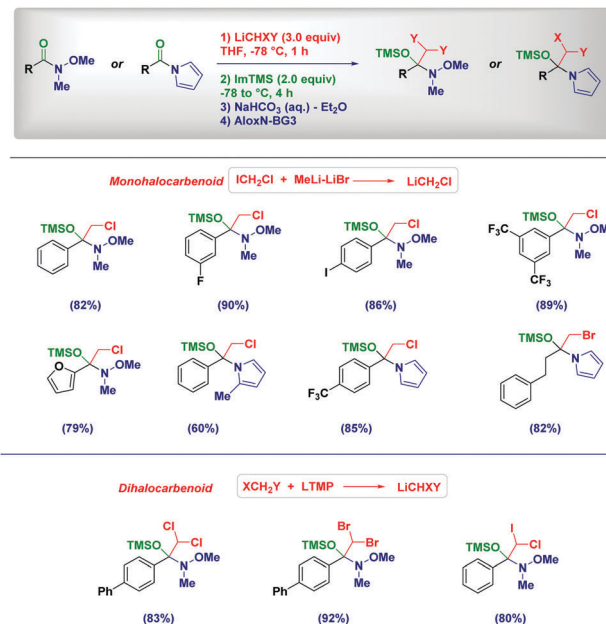 O
R N OMe
Me
or
O
R N
1) LiCHXY (3.0 equiv)
THF, -78 °C, 1 h
2) ImTMS (2.0 equiv)
-78 to °C, 4 h
3) NaHCO3 (aq.) - Et2O
4) AloxN-BG3
Y
TMSO Y
R N OMe
Me
or
X
TMSO Y
R N
Monohalocarbenoid ICH2Cl + MeLi-LiBr LiCH2Cl
TMSO Cl
N OMe
Me
(82%)
TMSO Cl
N OMe
Me
F
(90%)
TMSO Cl
N OMe
Me
I
(86%)
TMSO Cl
F3C N OM
Me
CF3
(89%)
TMSO Cl
O N OMe
Me
(79%)
TMSO Cl
N
Me
(60%)
TMSO Cl
N
F3C
(85%)
TMSO Br
N
(82%)
Dihalocarbenoid XCH2Y + LTMP LiCHXY
Cl
TMSO Cl
N OMe
Me
Ph
(83%)
Br
TMSO Br
N OMe
Me
Ph
(92%)
I
TMSO Cl
N OMe
Me
(80%)